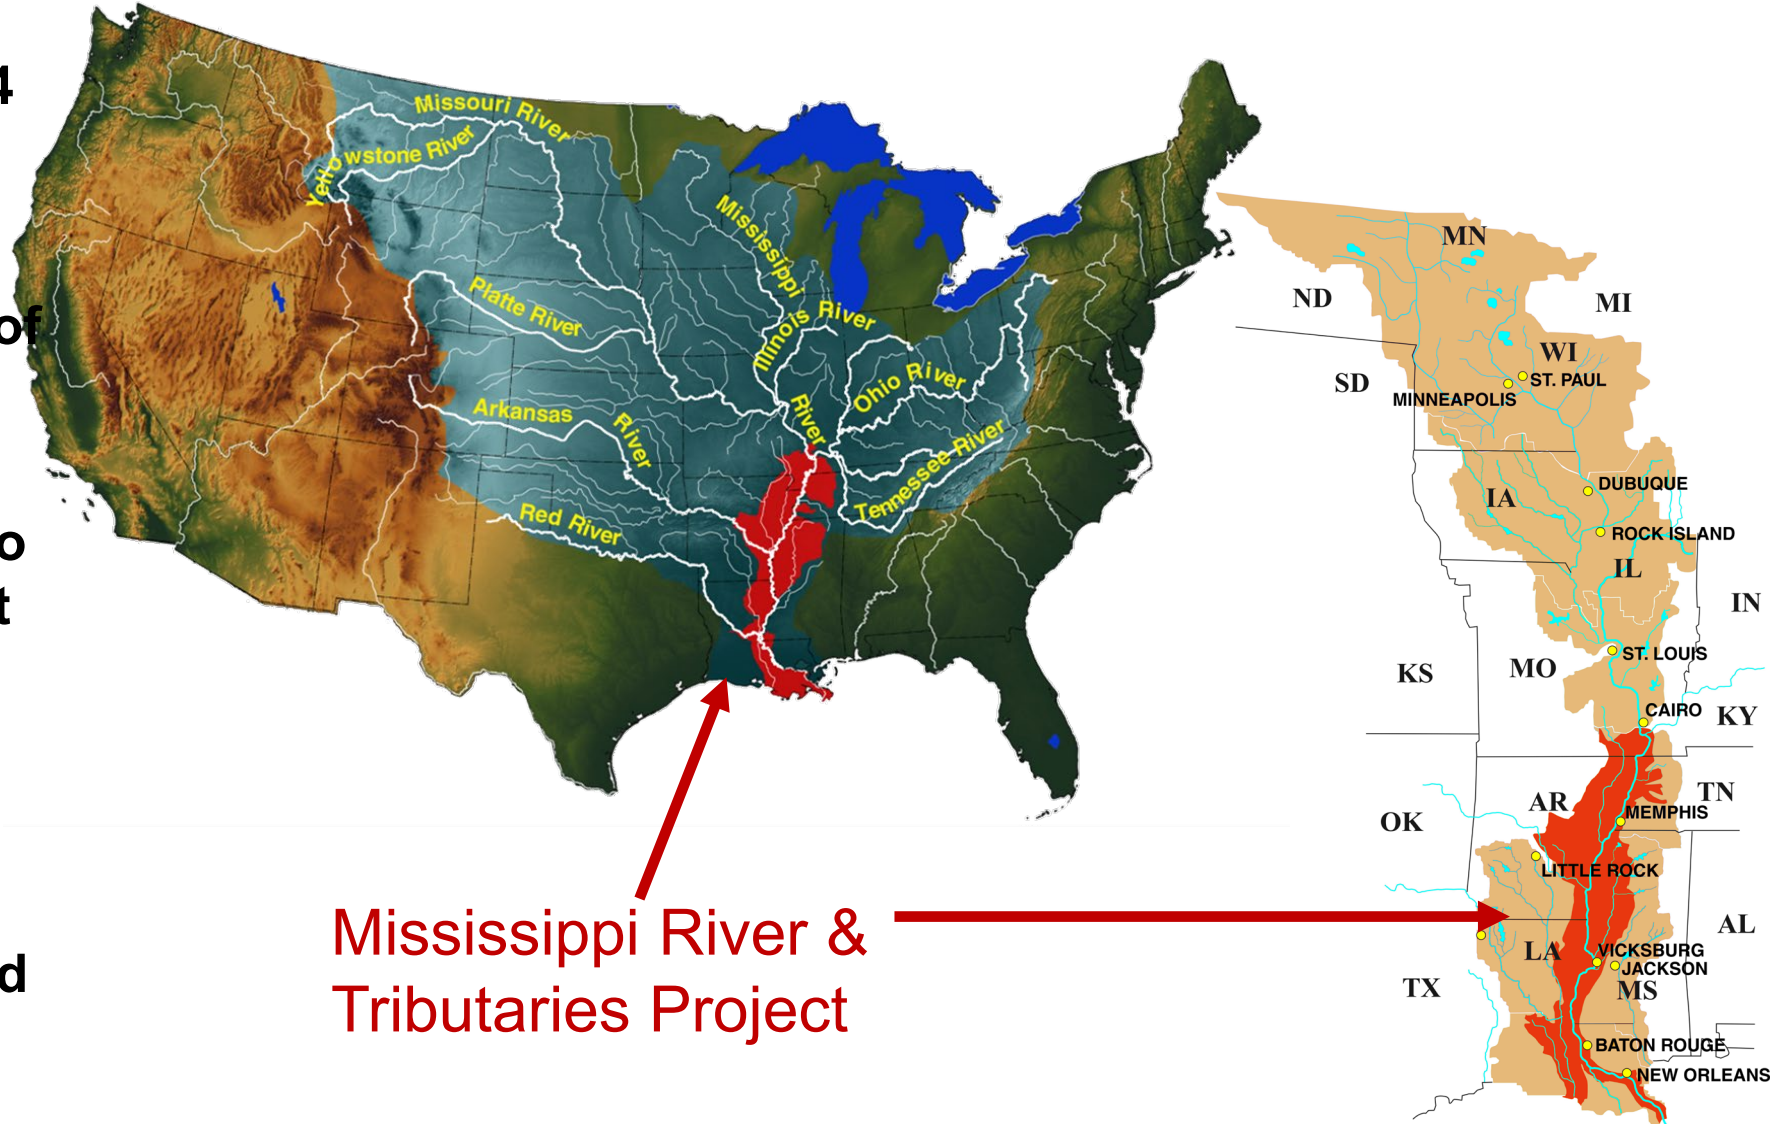 4
of
o
t
d
Missouri River
Yellowstone River
Mississippi
River
Platte River
Illinois River
Ohio River
Arkansas
River
Tennessee River
Red River
Mississippi River &
Tributaries Project
MN
ND
MI
WI
SD
ST. PAUL
MINNEAPOLIS
DUBUQUE
IA
ROCK ISLAND
IL
IN
ST. LOUIS
MO
KS
CAIRO
KY
TN
AR
MEMPHIS
OK
LITTLE ROCK
AL
LA
VICKSBURG
JACKSON
MS
TX
BATON ROUGE
NEW ORLEANS